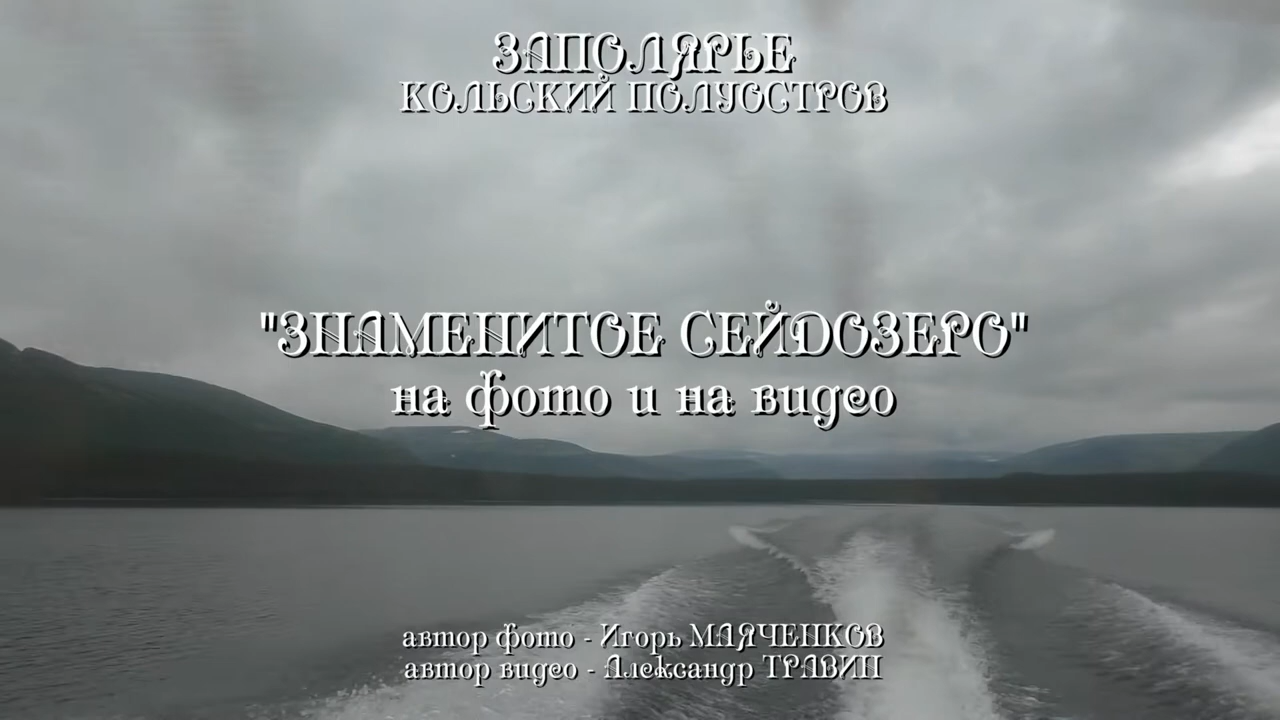 ЗАПОЛЯРЬЕ
КОЛЬСКИЙ ПОЛУОСТРОВ
"ЗНАМЕНИТОЕ СЕЙДОЗЕРО"
на фото и на видео
автор фото - Игорь МАЯЧЕНКОВ
автор видео - Александр ТРАВИН